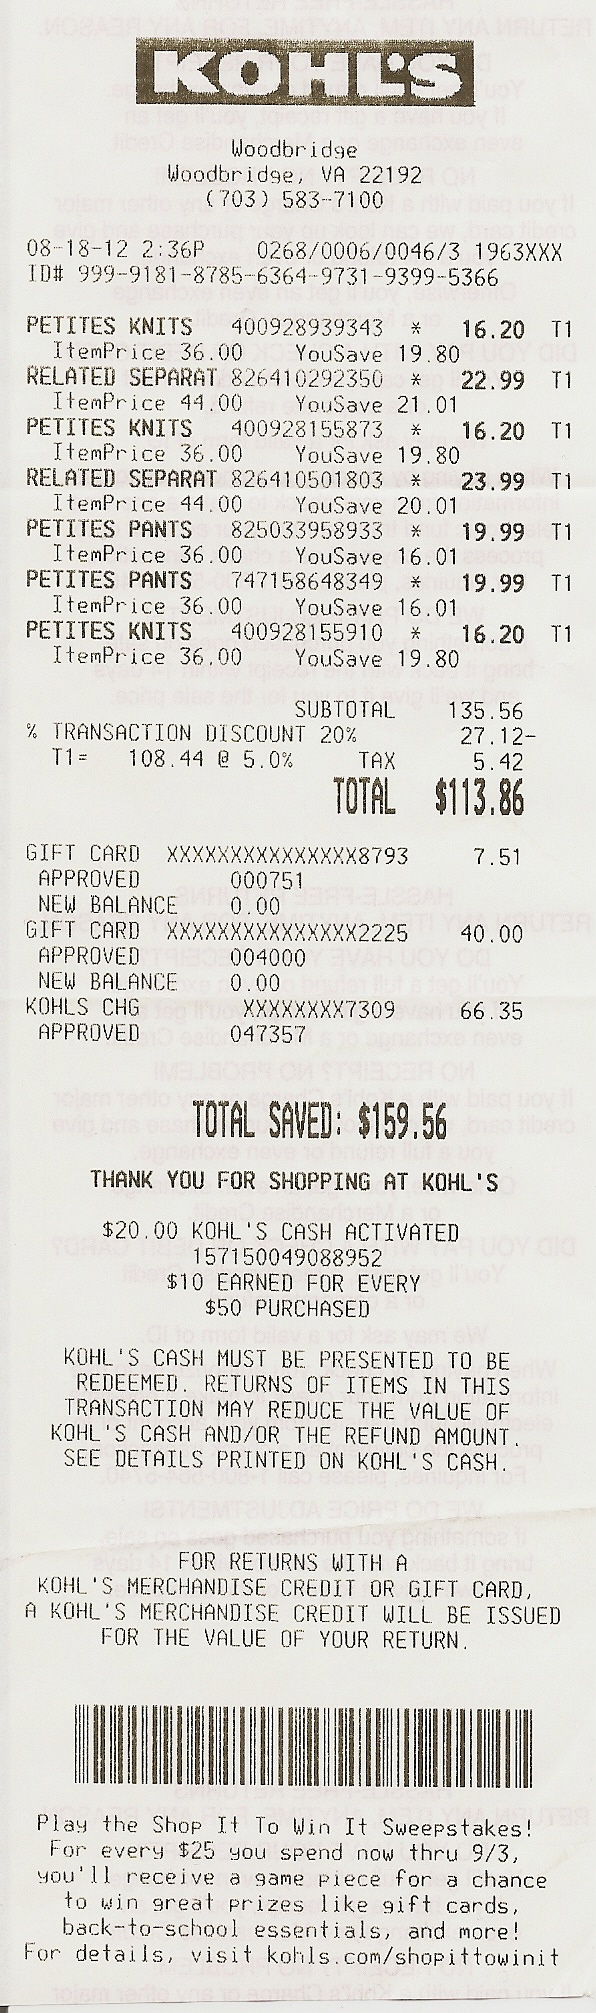 KOHL'S
Woodbridge
Woodbridge, VA 22192
(703) 583-7100
08-18-12 2:36P 0268/0006/0046/3 1963XXX
ID# 999-9181-8785-6364-9731-9399-5366
PETITES KNITS 400928939343 * 16.20 T1
ItemPrice 36.00 YouSave 19.80
RELATED SEPARAT 826410292350 * 22.99 T1
ItemPrice 44.00 YouSave 21.01
PETITES KNITS 400928155873 * 16.20 T1
ItemPrice 36.00 YouSave 19.80
RELATED SEPARAT 826410501803 * 23.99 T1
ItemPrice 44.00 YouSave 20.01
PETITES PANTS 825033958933 * 19.99 T1
ItemPrice 36.00 YouSave 16.01
PETITES PANTS 747158648349 * 19.99 T1
ItemPrice 36.00 YouSave 16.01
PETITES KNITS 400928155910 * 16.20 T1
ItemPrice 36.00 YouSave 19.80
SUBTOTAL 135.56
% TRANSACTION DISCOUNT 20% 27.12-
T1= 108.44 @ 5.0% TAX 5.42
TOTAL $113.86
GIFT CARD XXXXXXXXXXXXXXX8793 7.51
APPROVED 000751
NEW BALANCE 0.00
GIFT CARD XXXXXXXXXXXXXXX2225 40.00
APPROVED 004000
NEW BALANCE 0.00
KOHLS CHG XXXXXXXX7309 66.35
APPROVED 047357
TOTAL SAVED: $159.56
THANK YOU FOR SHOPPING AT KOHL'S
$20.00 KOHL'S CASH ACTIVATED
157150049088952
$10 EARNED FOR EVERY
$50 PURCHASED
KOHL'S CASH MUST BE PRESENTED TO BE
REDEEMED. RETURNS OF ITEMS IN THIS
TRANSACTION MAY REDUCE THE VALUE OF
KOHL'S CASH AND/OR THE REFUND AMOUNT.
SEE DETAILS PRINTED ON KOHL'S CASH.
FOR RETURNS WITH A
KOHL'S MERCHANDISE CREDIT OR GIFT CARD,
A KOHL'S MERCHANDISE CREDIT WILL BE ISSUED
FOR THE VALUE OF YOUR RETURN.
Play the Shop It To Win It Sweepstakes!
For every $25 you spend now thru 9/3,
you'll receive a game piece for a chance
to win great prizes like gift cards,
back-to-school essentials, and more!
For details, visit kohls.com/shopittowinit